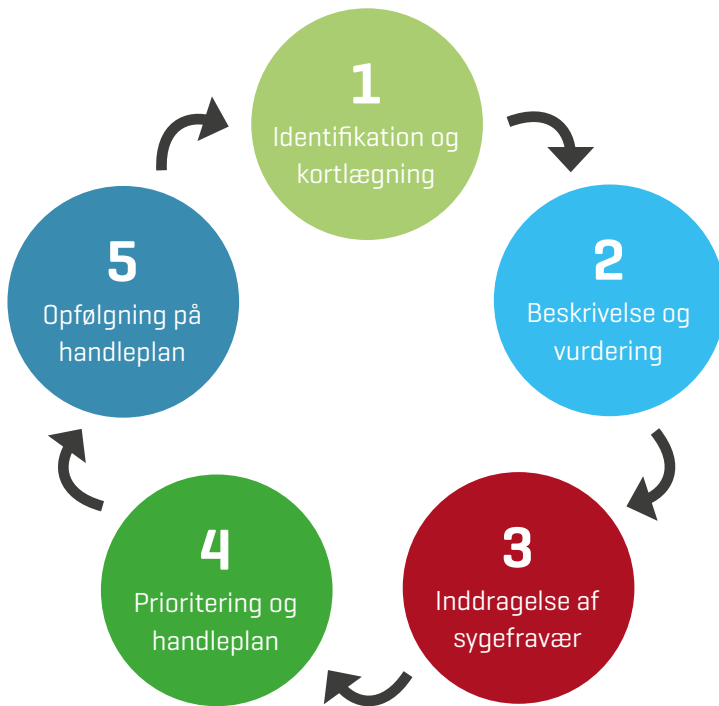 1
Identifikation og
kortlægning
2
Beskrivelse og
vurdering
3
Inddragelse af
sygefravær
4
Prioritering og
handleplan
5
Opfølgning på
handleplan